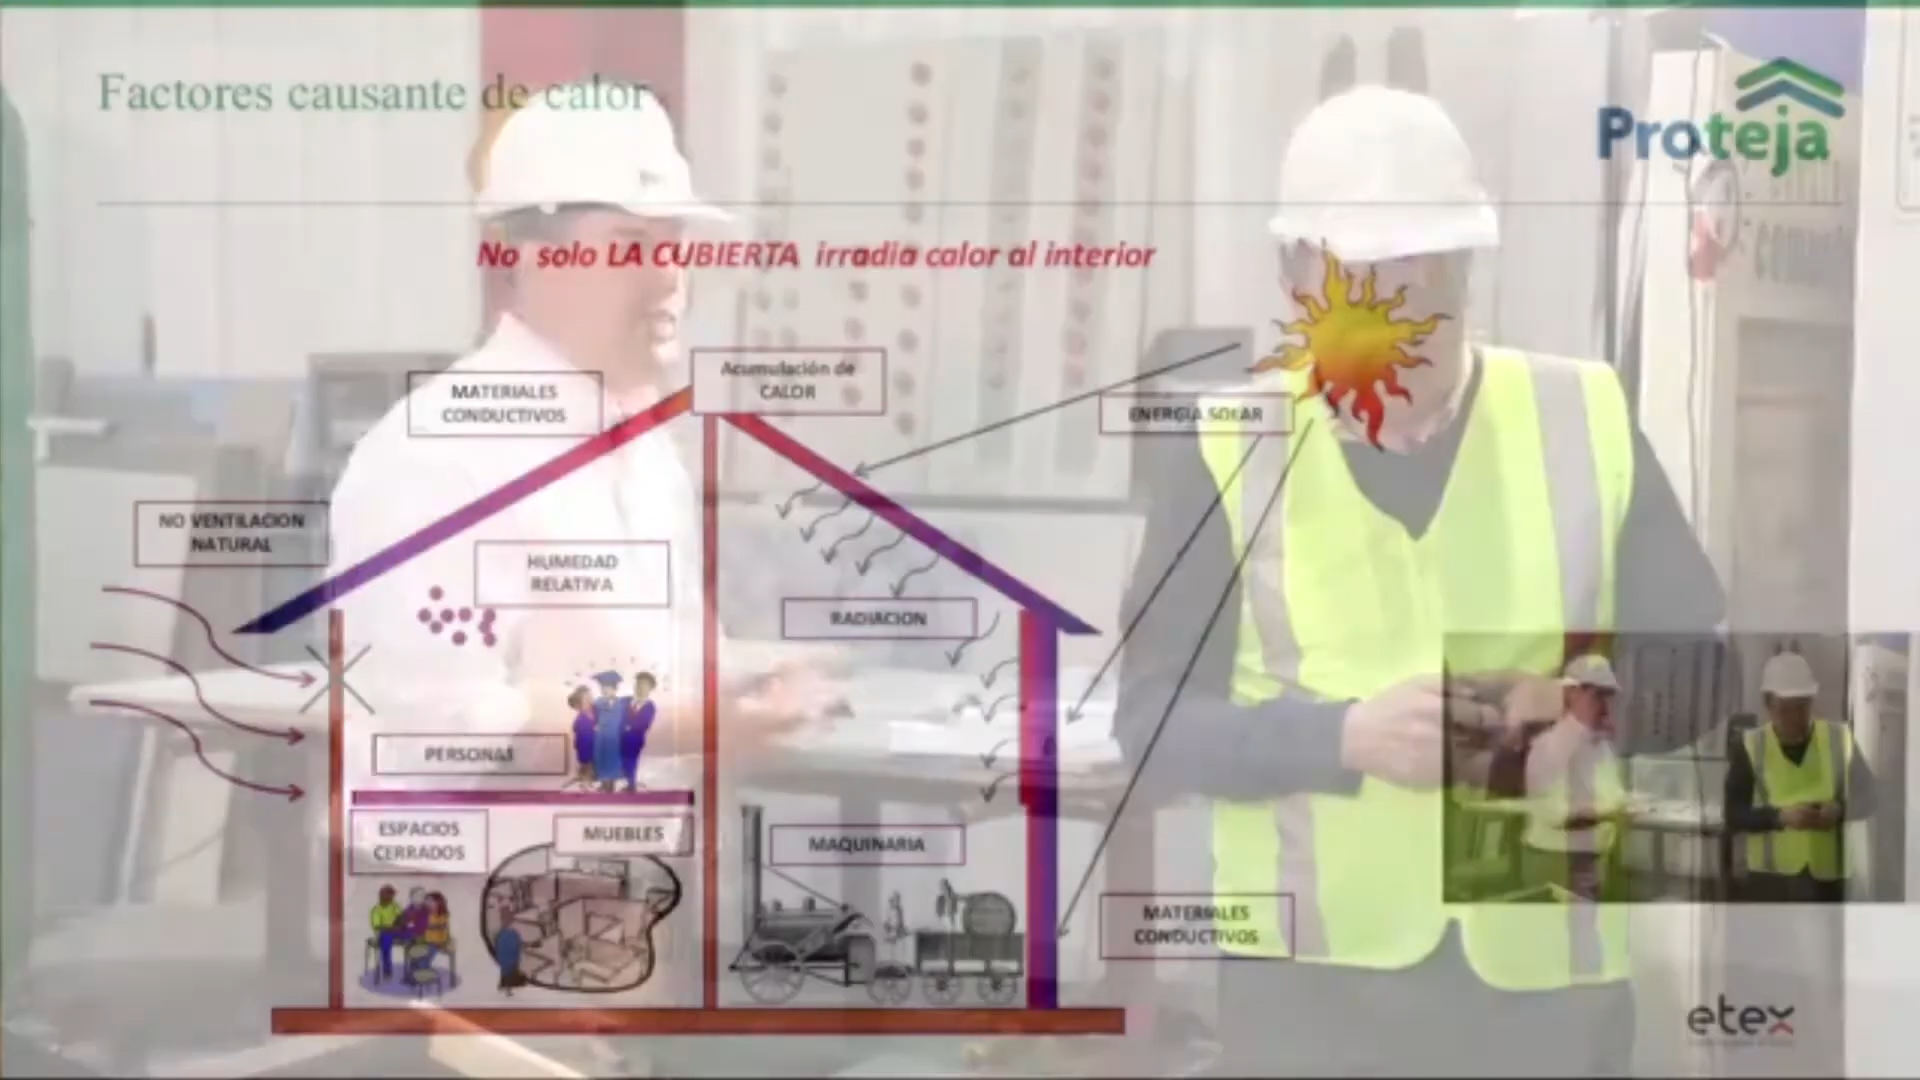 Factores causante de calor
Proteja
No solo LA CUBIERTA irradia calor al interior
Acumulación de
CALOR
MATERIALES
CONDUCTIVOS
ENERGIA SOLAR
NO VENTILACION
NATURAL
HUMEDAD
RELATIVA
RADIACION
PERSONAS
ESPACIOS
CERRADOS
MUEBLES
MAQUINARIA
MATERIALES
CONDUCTIVOS
etex